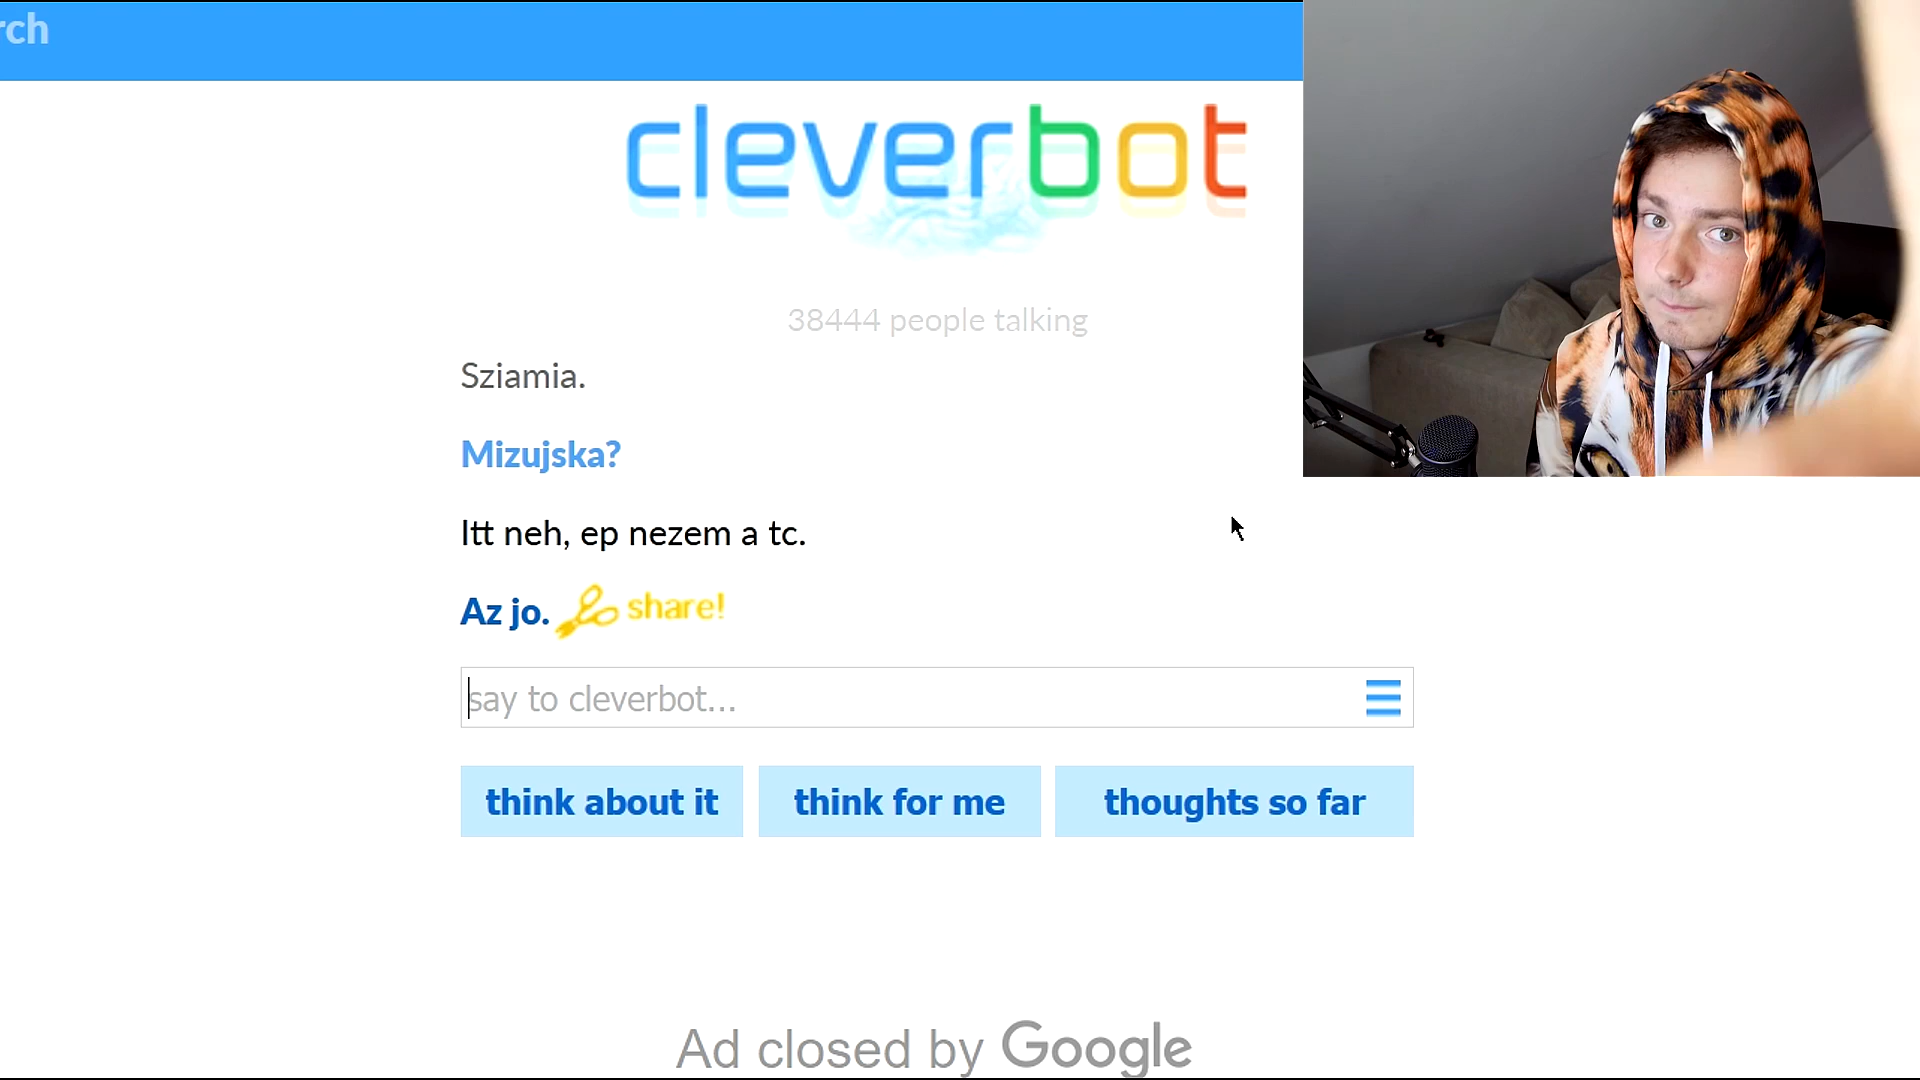 rch
cleverbot
38444 people talking
Sziamia.
Mizujska?
Itt neh, ep nezem a tc.
Az jo. share!
say to cleverbot...
think about it think for me thoughts so far
Ad closed by Google